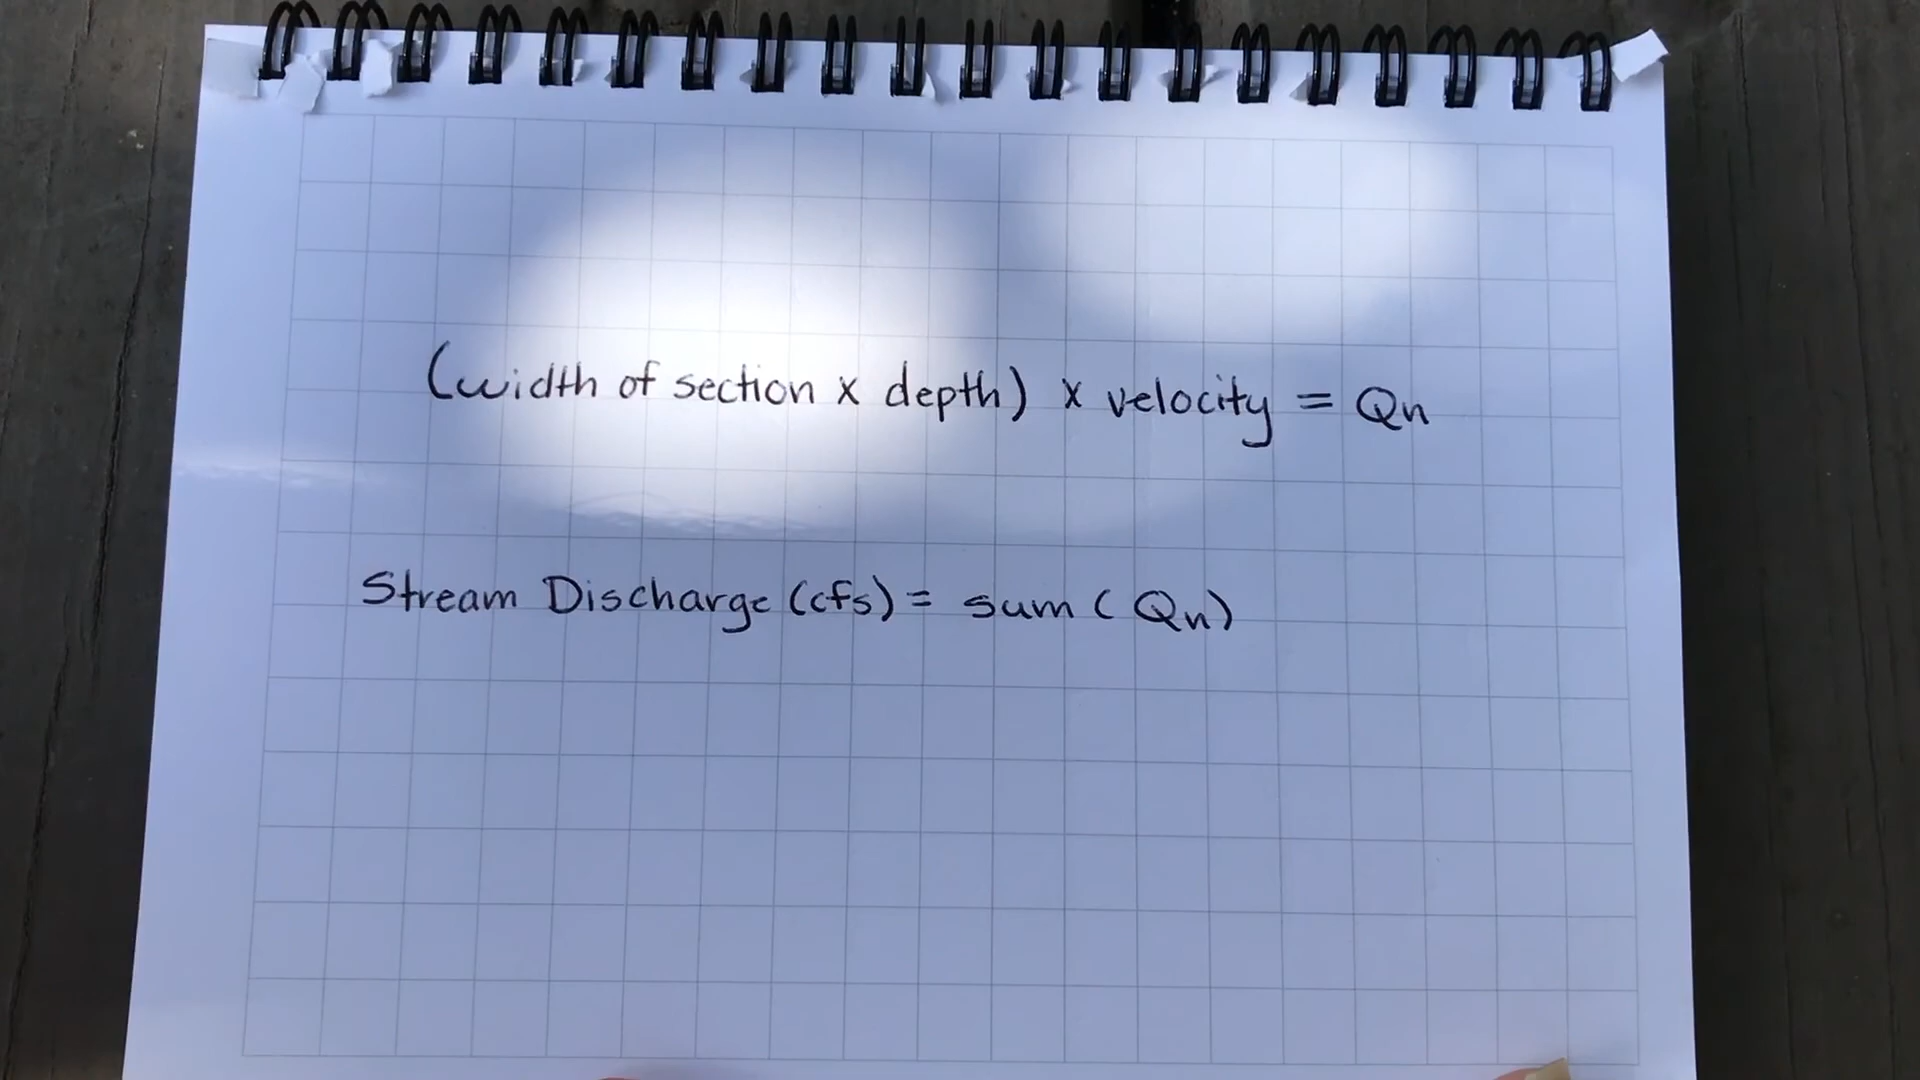 (width of section x depth) x velocity = Qn
Stream Discharge (cfs) = sum (Qn)